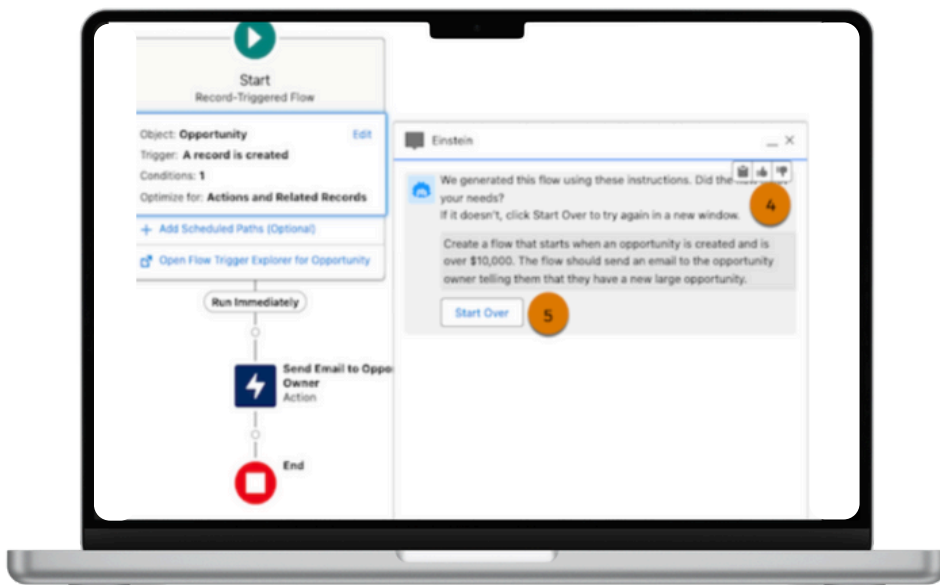 Start
Record-Triggered Flow
Object: Opportunity
Edit
Trigger: A record is created
Conditions: 1
Optimize for: Actions and Related Records
+ Add Scheduled Paths (Optional)
Open Flow Trigger Explorer for Opportunity
Run Immediately
Send Email to Oppo
Owner
Action
End
Einstein
We generated this flow using these instructions. Did the
your needs?
If it doesn't, click Start Over to try again in a new window.
4
Create a flow that starts when an opportunity is created and is
over $10,000. The flow should send an email to the opportunity
owner telling them that they have a new large opportunity.
Start Over
5